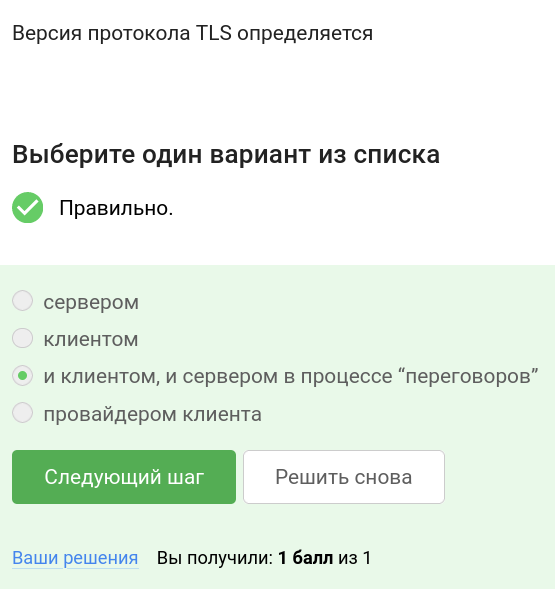 Версия протокола TLS определяется
Выберите один вариант из списка
Правильно.
сервером
клиентом
и клиентом, и сервером в процессе “переговоров”
провайдером клиента
Следующий шаг Решить снова
Ваши решения Вы получили: 1 балл из 1